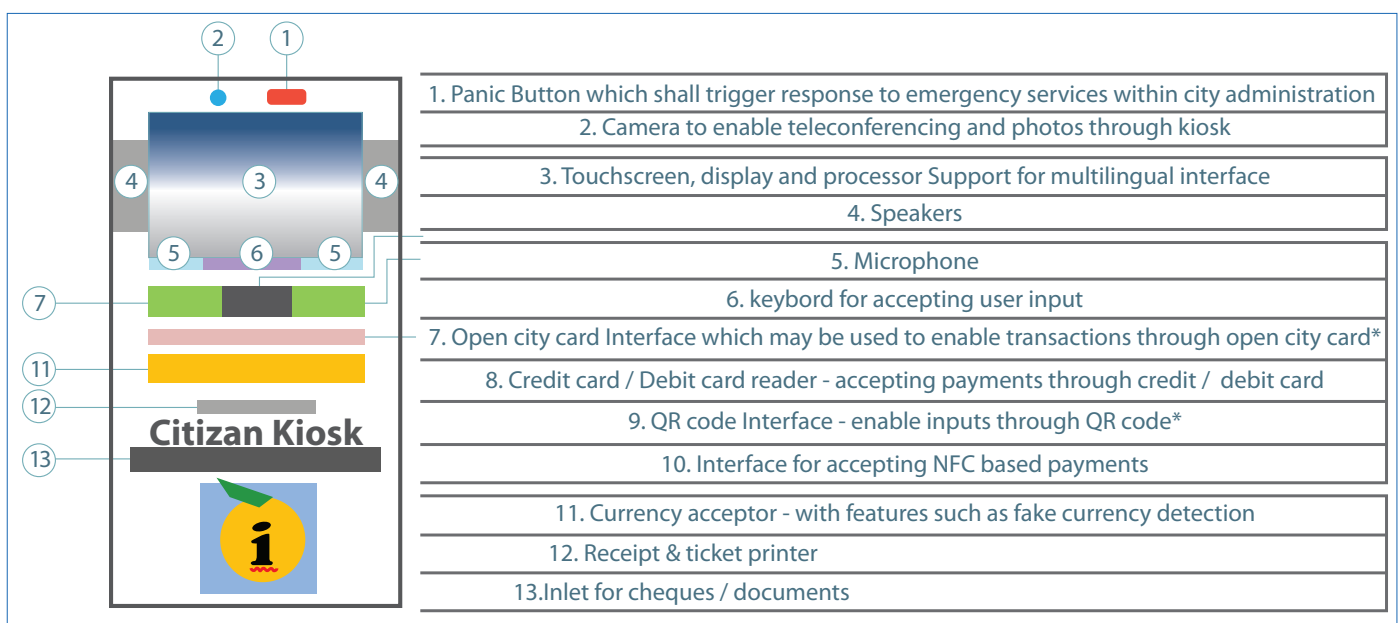 2
1
1. Panic Button which shall trigger response to emergency services within city administration
2. Camera to enable teleconferencing and photos through kiosk
4
3
4
3. Touchscreen, display and processor Support for multilingual interface
4. Speakers
5
6
5
5. Microphone
7
6. keybord for accepting user input
7. Open city card Interface which may be used to enable transactions through open city card*
11
8. Credit card / Debit card reader - accepting payments through credit / debit card
12
9. QR code Interface - enable inputs through QR code*
Citizan Kiosk
13
10. Interface for accepting NFC based payments
11. Currency acceptor - with features such as fake currency detection
i
12. Receipt & ticket printer
13.Inlet for cheques / documents